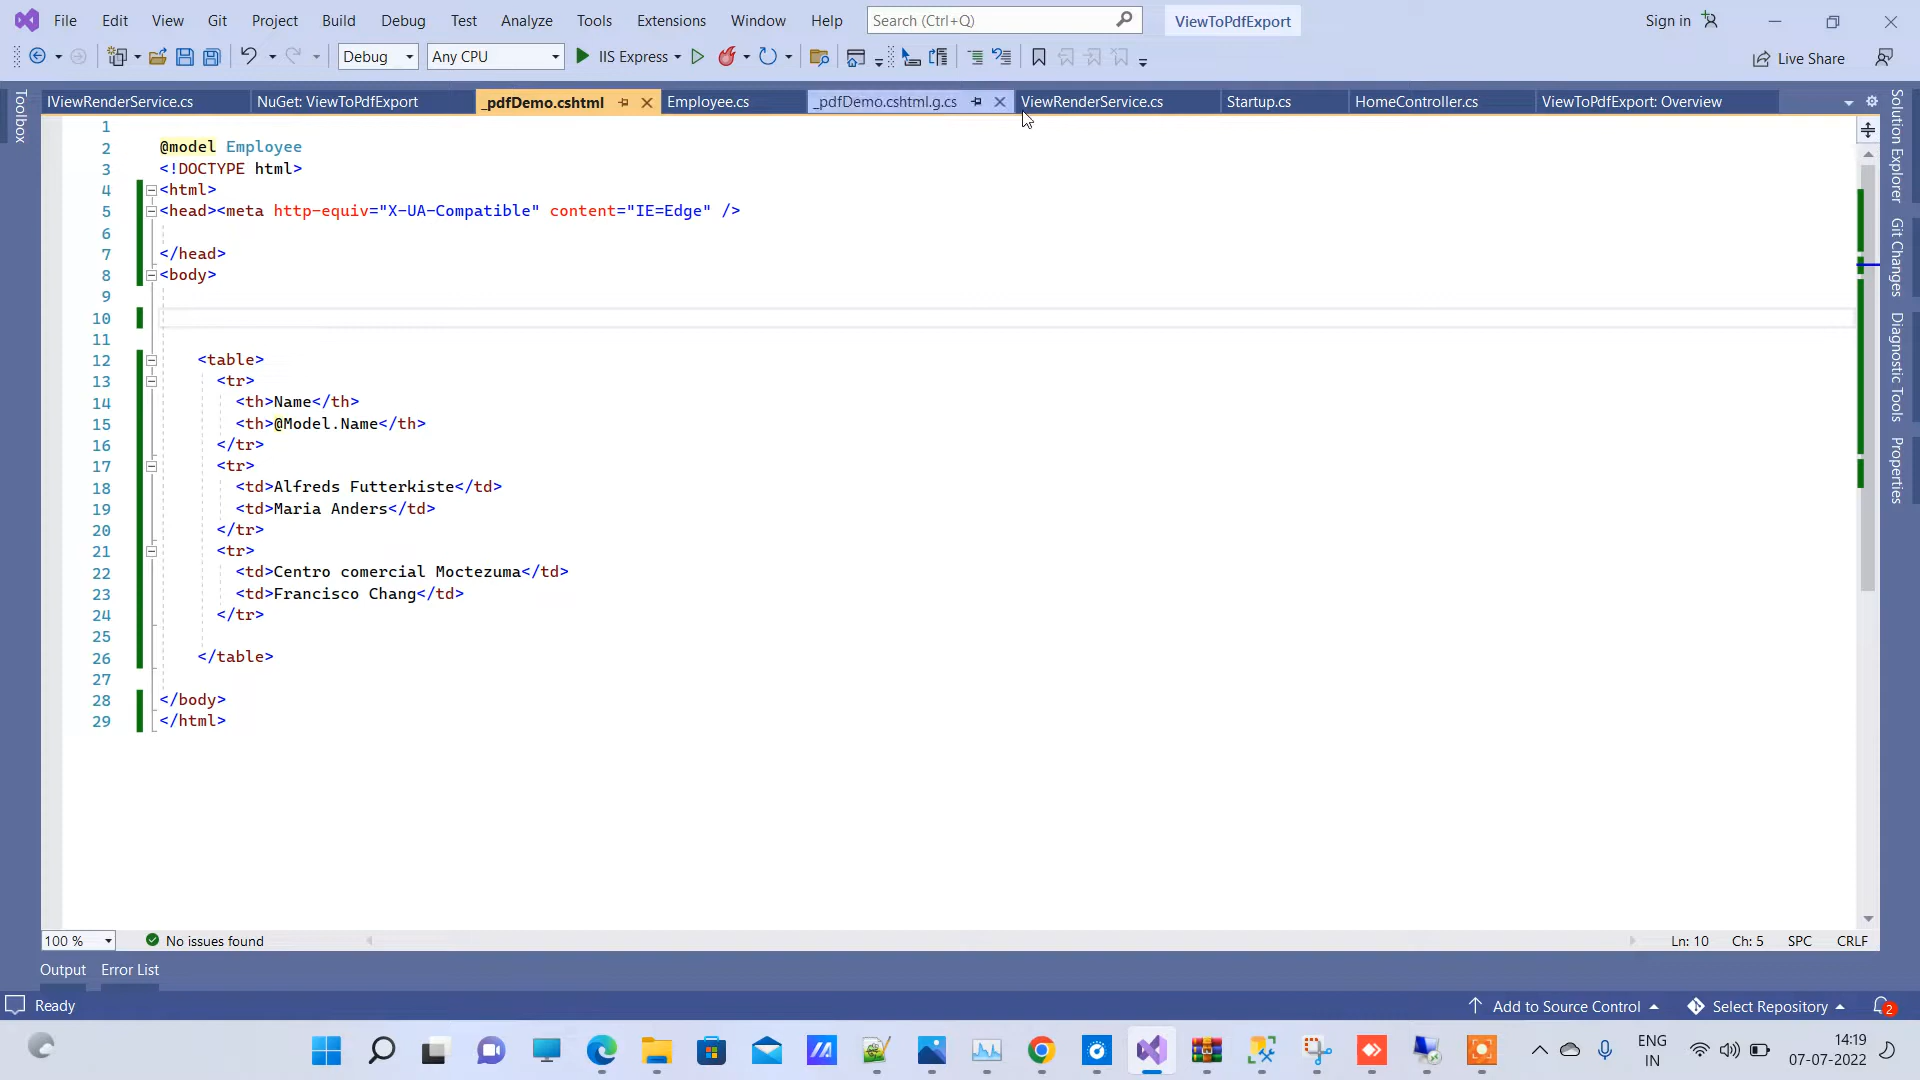 File Edit View Git Project Build Debug Test Analyze Tools Extensions Window Help Search (Ctrl+Q) ViewToPdfExport Sign in
Debug Any CPU IIS Express Live Share
IViewRenderService.cs NuGet: ViewToPdfExport _pdfDemo.cshtml Employee.cs _pdfDemo.cshtml.g.cs ViewRenderService.cs Startup.cs HomeController.cs ViewToPdfExport: Overview
Toolbox
Solution Explorer
Git Changes
Diagnostic Tools
Properties
1
2 @model Employee
3 <!DOCTYPE html>
4 <html>
5 <head><meta http-equiv="X-UA-Compatible" content="IE=Edge" />
6
7 </head>
8 <body>
9
10
11
12 <table>
13 <tr>
14 <th>Name</th>
15 <th>@Model.Name</th>
16 </tr>
17 <tr>
18 <td>Alfreds Futterkiste</td>
19 <td>Maria Anders</td>
20 </tr>
21 <tr>
22 <td>Centro comercial Moctezuma</td>
23 <td>Francisco Chang</td>
24 </tr>
25
26 </table>
27
28 </body>
29 </html>
100 % No issues found Ln: 10 Ch: 5 SPC CRLF
Output Error List
Ready Add to Source Control Select Repository 2
ENG 14:19
IN 07-07-2022